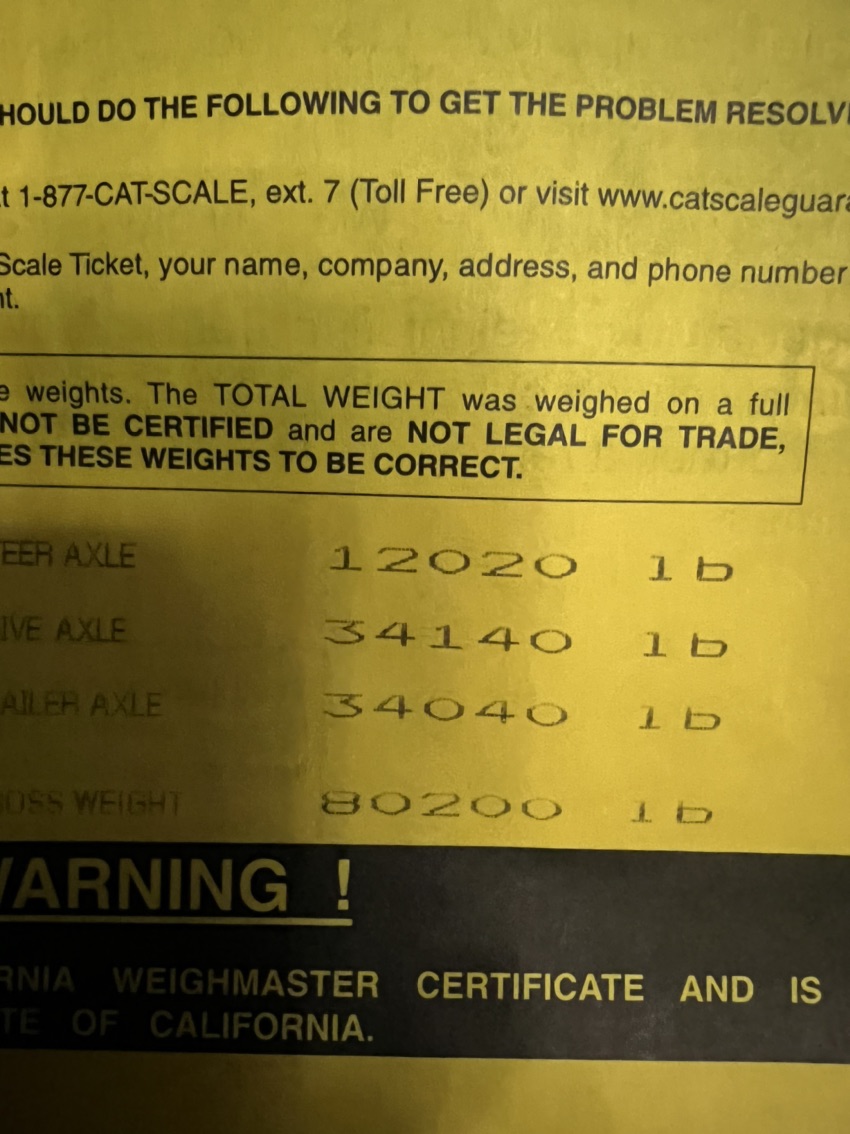 HOULD DO THE FOLLOWING TO GET THE PROBLEM RESOLV
t 1-877-CAT-SCALE, ext. 7 (Toll Free) or visit www.catscaleguara
Scale Ticket, your name, company, address, and phone number
nt.
e weights. The TOTAL WEIGHT was weighed on a full
NOT BE CERTIFIED and are NOT LEGAL FOR TRADE,
ES THESE WEIGHTS TO BE CORRECT.
EER AXLE 12020 lb
IVE AXLE 34140 lb
AILER AXLE 34040 lb
OSS WEIGHT 80200 lb
WARNING !
RNIA WEIGHMASTER CERTIFICATE AND IS
TE OF CALIFORNIA.